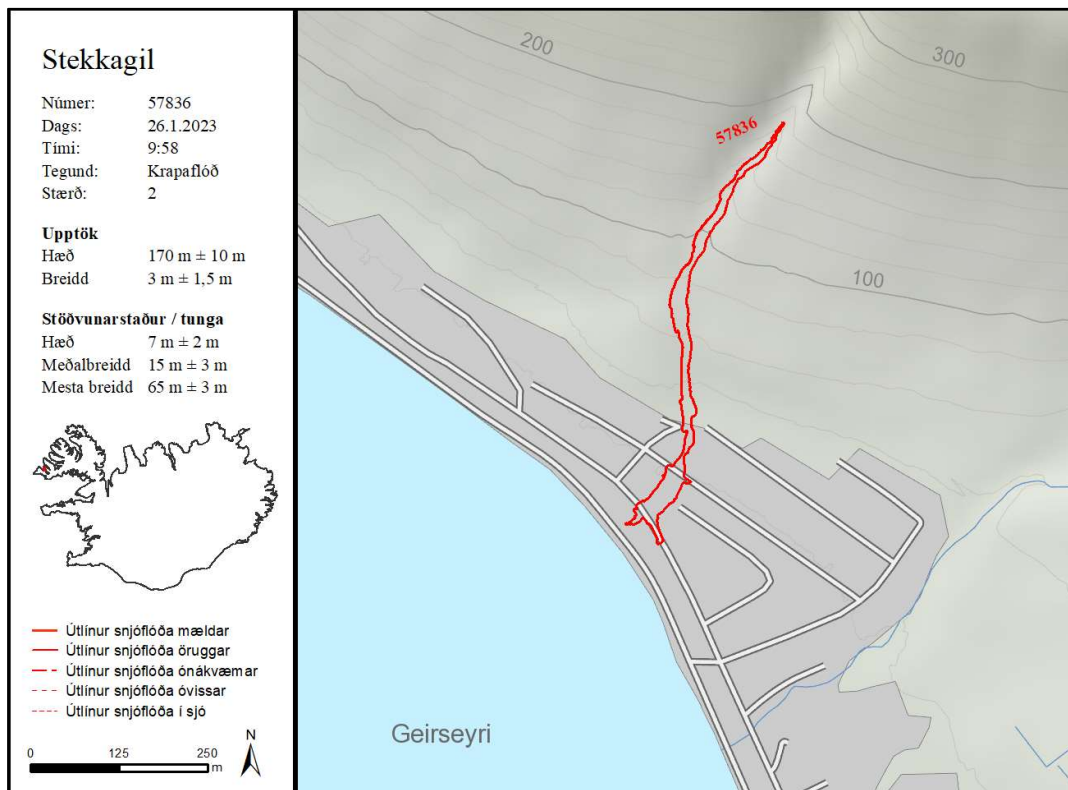 Stekkagil
Númer: 57836
Dags: 26.1.2023
Tími: 9:58
Tegund: Krapaflóð
Stærð: 2
Upptök
Hæð 170 m ± 10 m
Breidd 3 m ± 1,5 m
Stöðvunarstaður / tunga
Hæð 7 m ± 2 m
Meðalbreidd 15 m ± 3 m
Mesta breidd 65 m ± 3 m
Útlínur snjóflóða mældar
Útlínur snjóflóða öruggar
Útlínur snjóflóða ónákvæmar
Útlínur snjóflóða óvissar
Útlínur snjóflóða í sjó
N
0 125 250
m
200
300
57836
100
Geirseyri